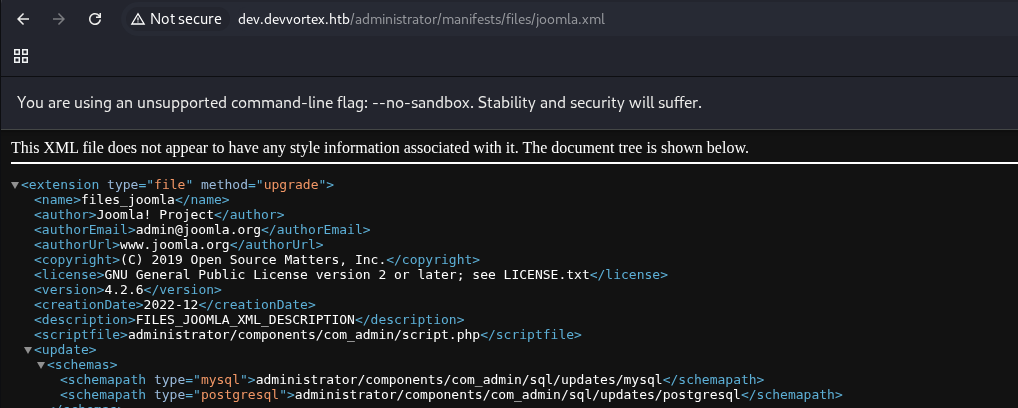 Not secure dev.devvortex.htb/administrator/manifests/files/joomla.xml
You are using an unsupported command-line flag: --no-sandbox. Stability and security will suffer.
This XML file does not appear to have any style information associated with it. The document tree is shown below.
▼<extension type="file" method="upgrade">
<name>files_joomla</name>
<author>Joomla! Project</author>
<authorEmail>admin@joomla.org</authorEmail>
<authorUrl>www.joomla.org</authorUrl>
<copyright>(C) 2019 Open Source Matters, Inc.</copyright>
<license>GNU General Public License version 2 or later; see LICENSE.txt</license>
<version>4.2.6</version>
<creationDate>2022-12</creationDate>
<description>FILES_JOOMLA_XML_DESCRIPTION</description>
<scriptfile>administrator/components/com_admin/script.php</scriptfile>
▼<update>
▼<schemas>
<schemapath type="mysql">administrator/components/com_admin/sql/updates/mysql</schemapath>
<schemapath type="postgresql">administrator/components/com_admin/sql/updates/postgresql</schemapath>
</schemas>